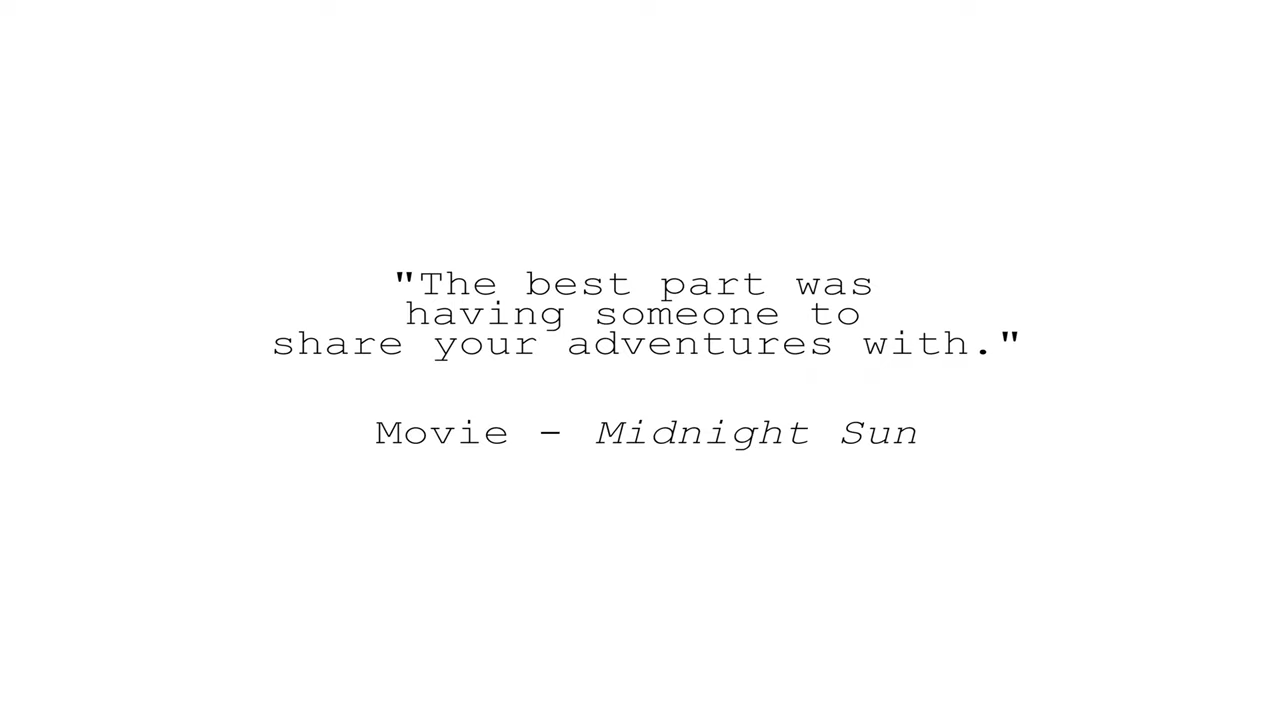 "The best part was
having someone to
share your adventures with."
Movie - Midnight Sun